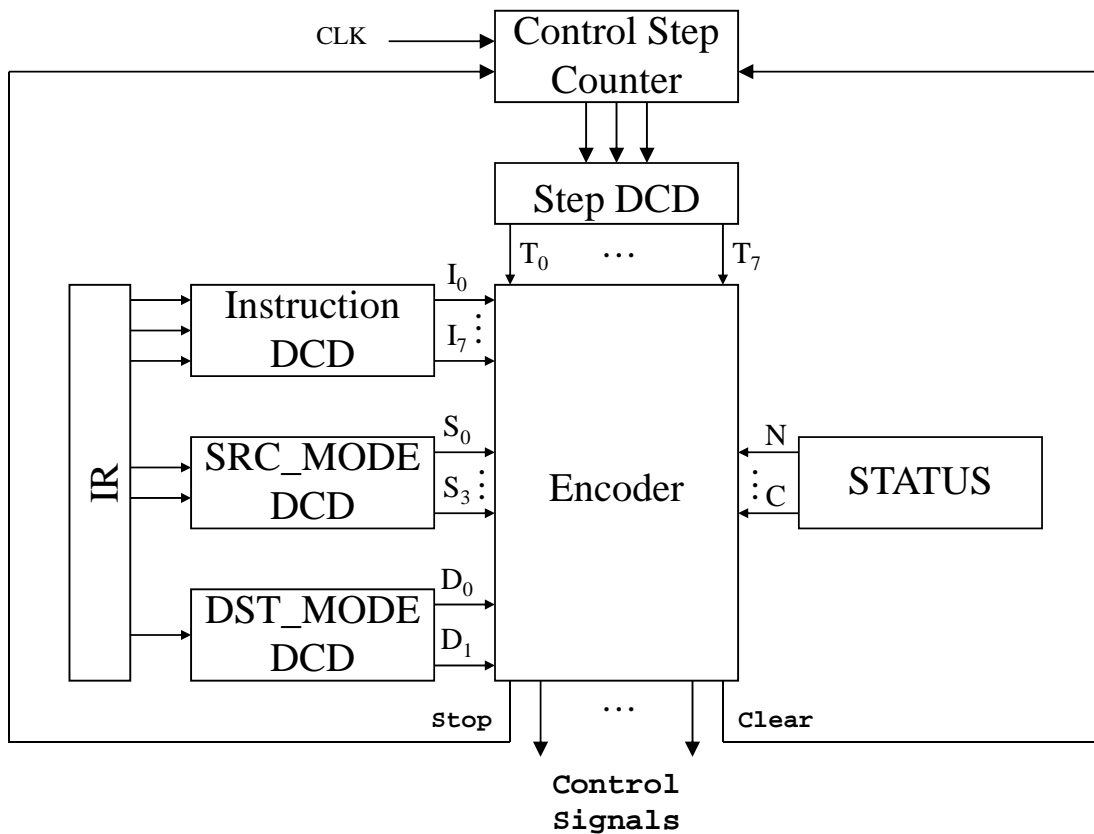 CLK
Control Step
Counter
Step DCD
T₀
...
T₇
IR
Instruction
DCD
I₀
⋮
I₇
SRC_MODE
DCD
S₀
S₃
⋮
DST_MODE
DCD
D₀
D₁
Encoder
N
⋮
C
STATUS
Stop
...
Clear
Control
Signals